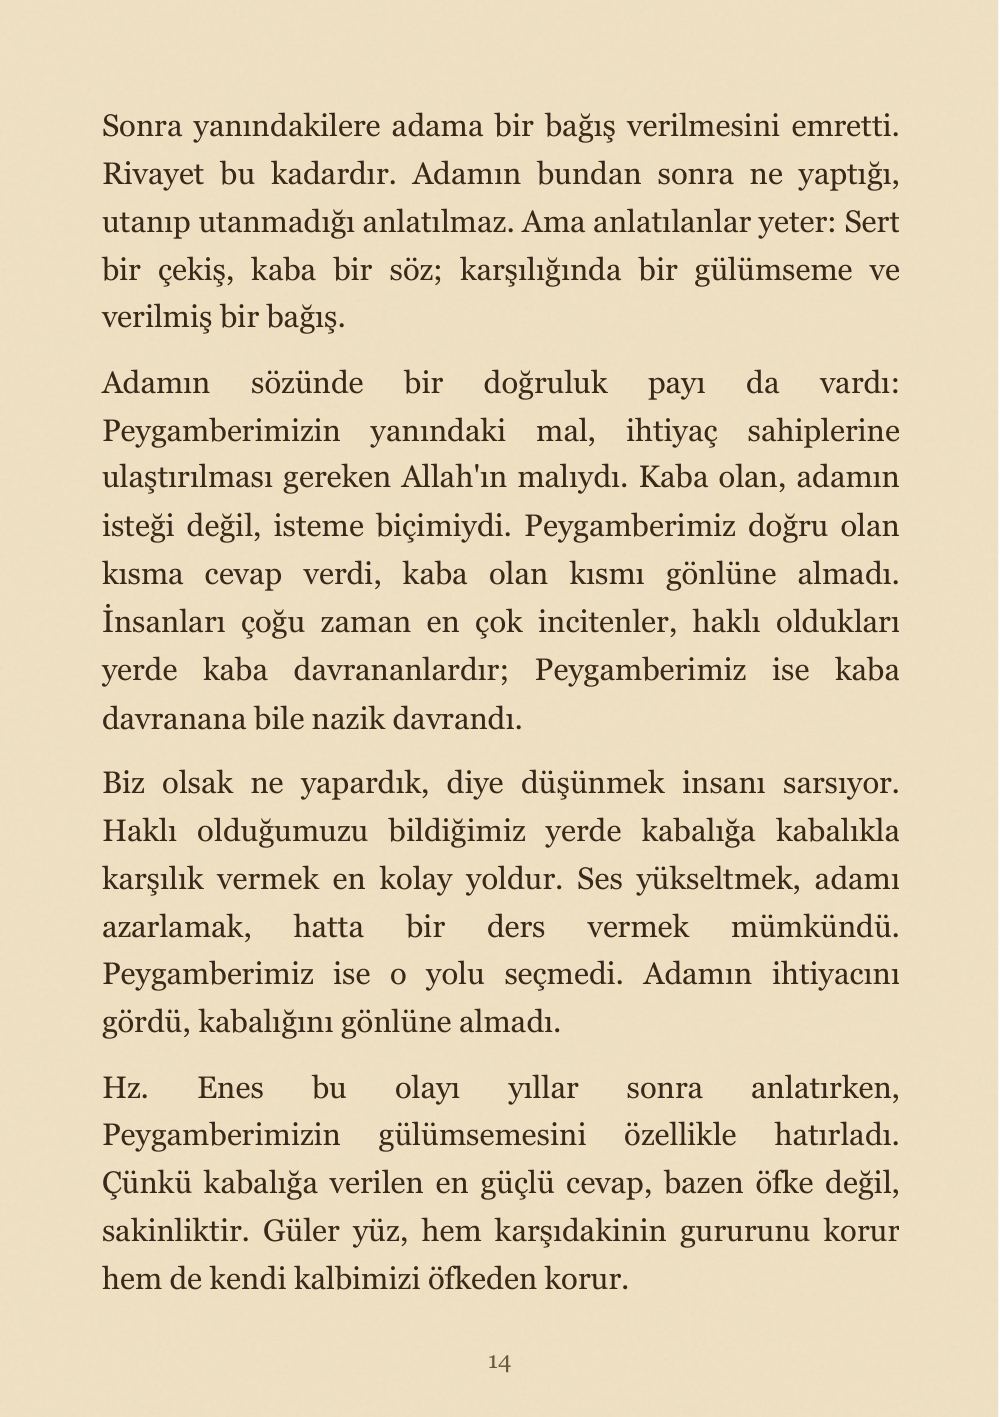 Sonra yanındakilere adama bir bağış verilmesini emretti.
Rivayet bu kadardır. Adamın bundan sonra ne yaptığı,
utanıp utanmadığı anlatılmaz. Ama anlatılanlar yeter: Sert
bir çekiş, kaba bir söz; karşılığında bir gülümseme ve
verilmiş bir bağış.
Adamın sözünde bir doğruluk payı da vardı:
Peygamberimizin yanındaki mal, ihtiyaç sahiplerine
ulaştırılması gereken Allah'ın malıydı. Kaba olan, adamın
isteği değil, isteme biçimiydi. Peygamberimiz doğru olan
kısma cevap verdi, kaba olan kısmı gönlüne almadı.
İnsanları çoğu zaman en çok incitenler, haklı oldukları
yerde kaba davrananlardır; Peygamberimiz ise kaba
davranana bile nazik davrandı.
Biz olsak ne yapardık, diye düşünmek insanı sarsıyor.
Haklı olduğumuzu bildiğimiz yerde kabalığa kabalıkla
karşılık vermek en kolay yoldur. Ses yükseltmek, adamı
azarlamak, hatta bir ders vermek mümkündü.
Peygamberimiz ise o yolu seçmedi. Adamın ihtiyacını
gördü, kabalığını gönlüne almadı.
Hz. Enes bu olayı yıllar sonra anlatırken,
Peygamberimizin gülümsemesini özellikle hatırladı.
Çünkü kabalığa verilen en güçlü cevap, bazen öfke değil,
sakinliktir. Güler yüz, hem karşıdakinin gururunu korur
hem de kendi kalbimizi öfkeden korur.
14